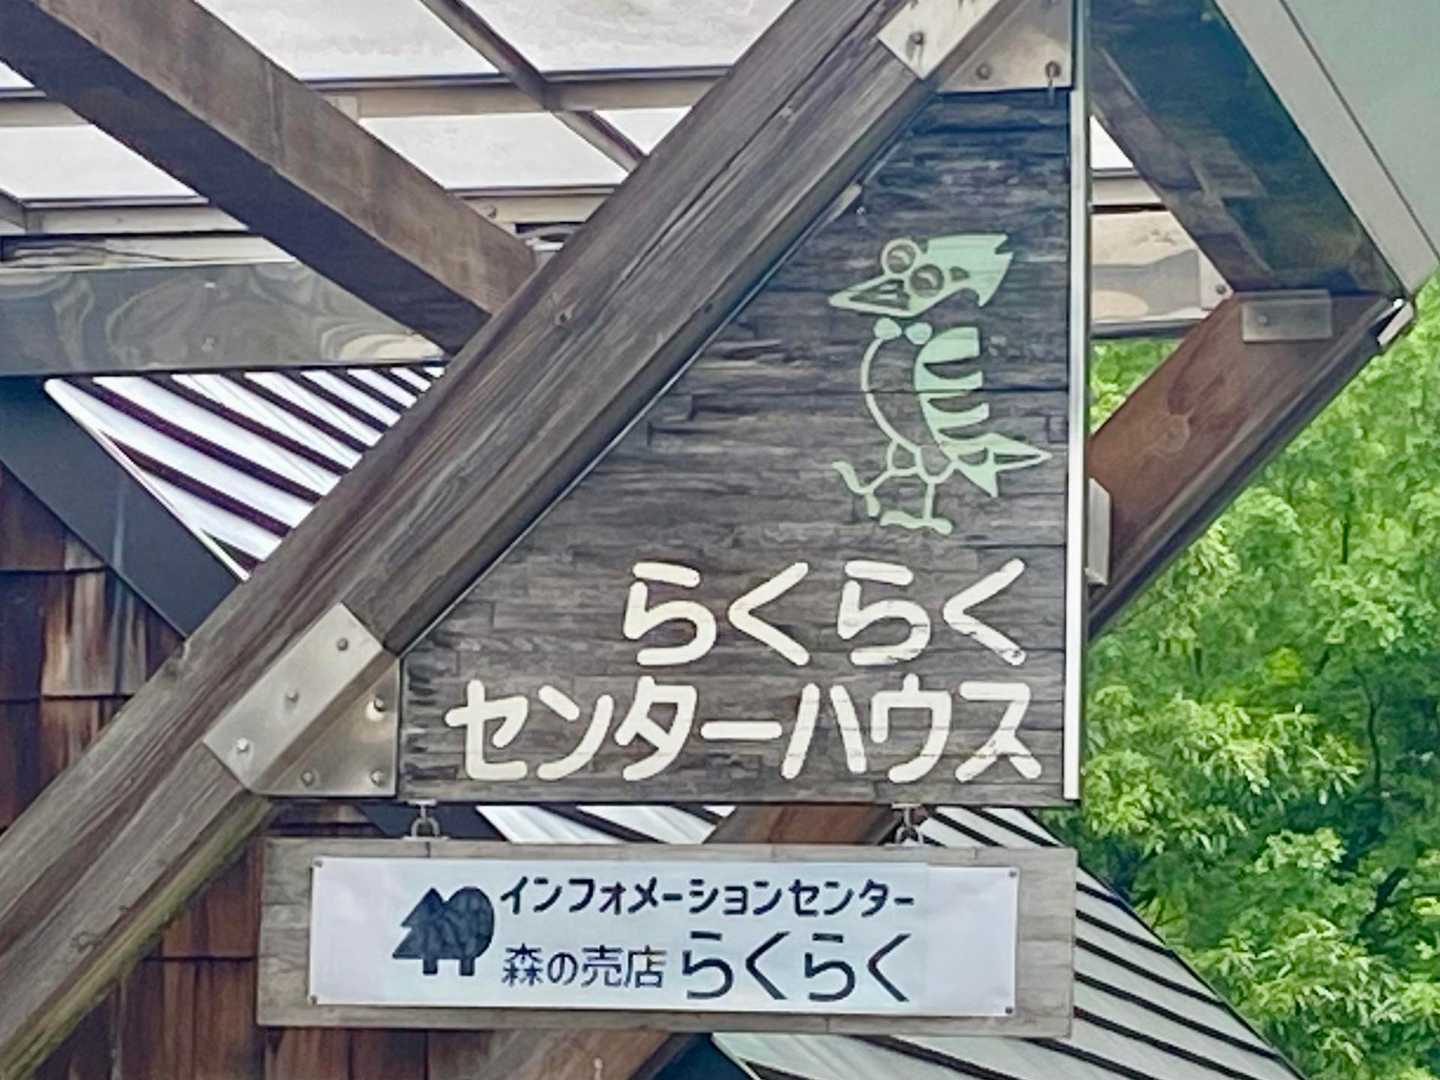 らくらく
センターハウス
インフォメーションセンター
森の売店 らくらく